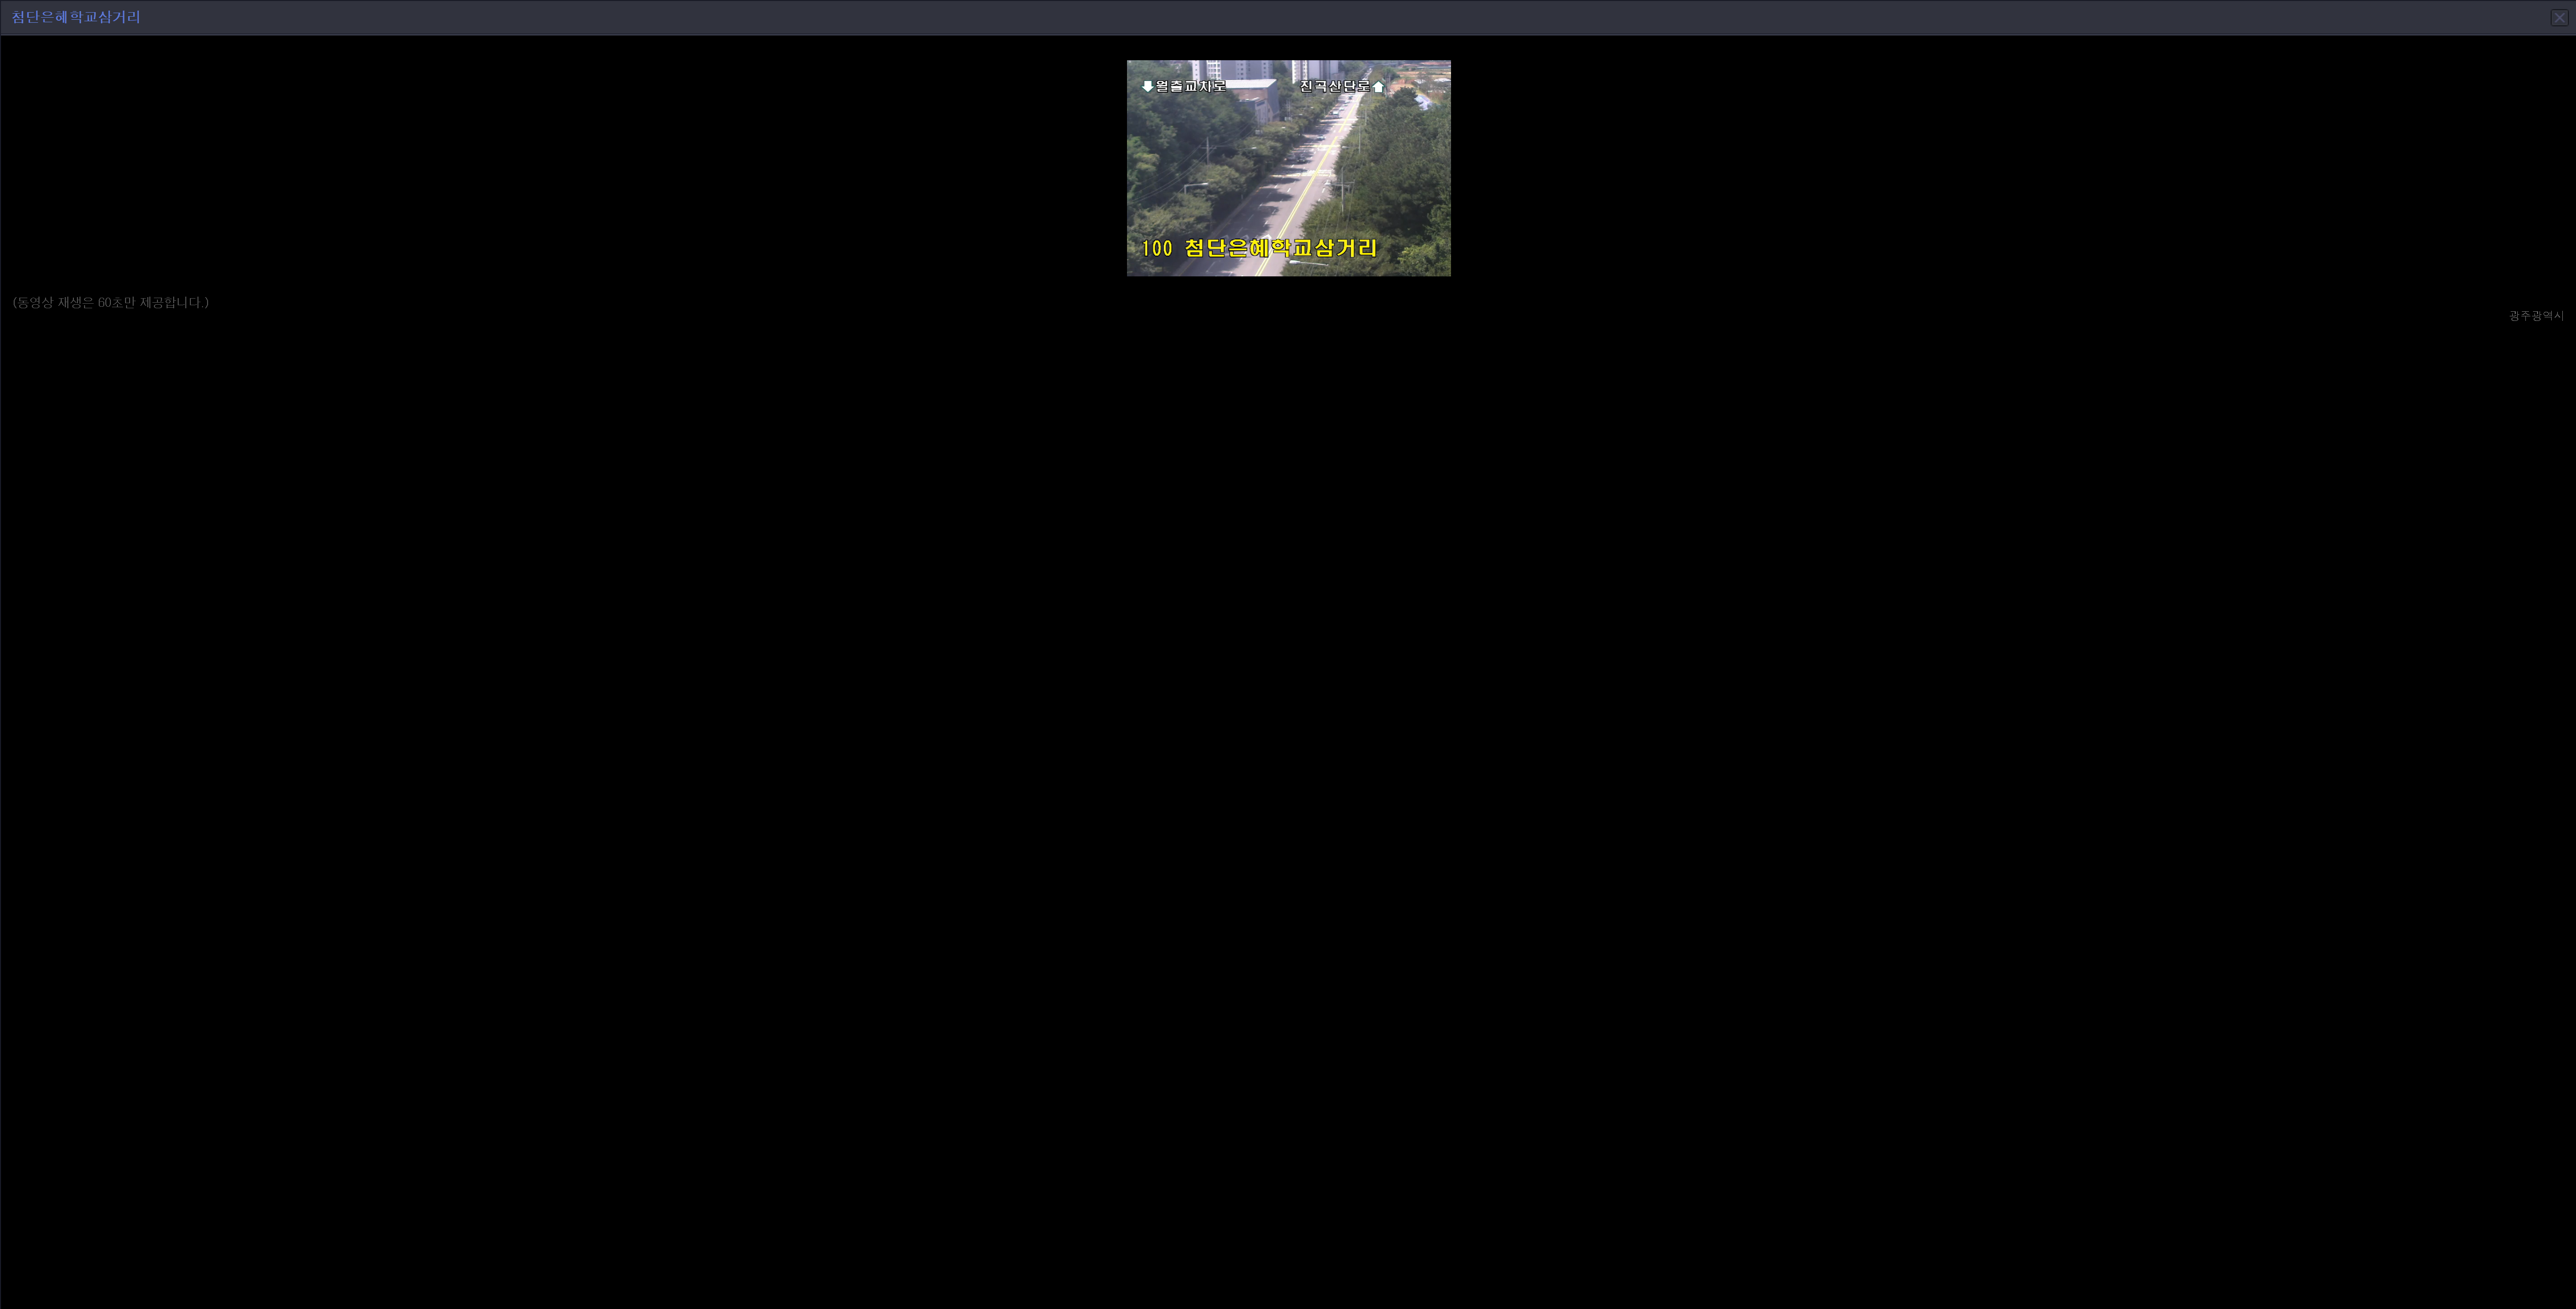 첨단은혜학교삼거리
⬇월출교차로 진곡산단로⬆
100 첨단은혜학교삼거리
(동영상 재생은 60초만 제공합니다.)
광주광역시